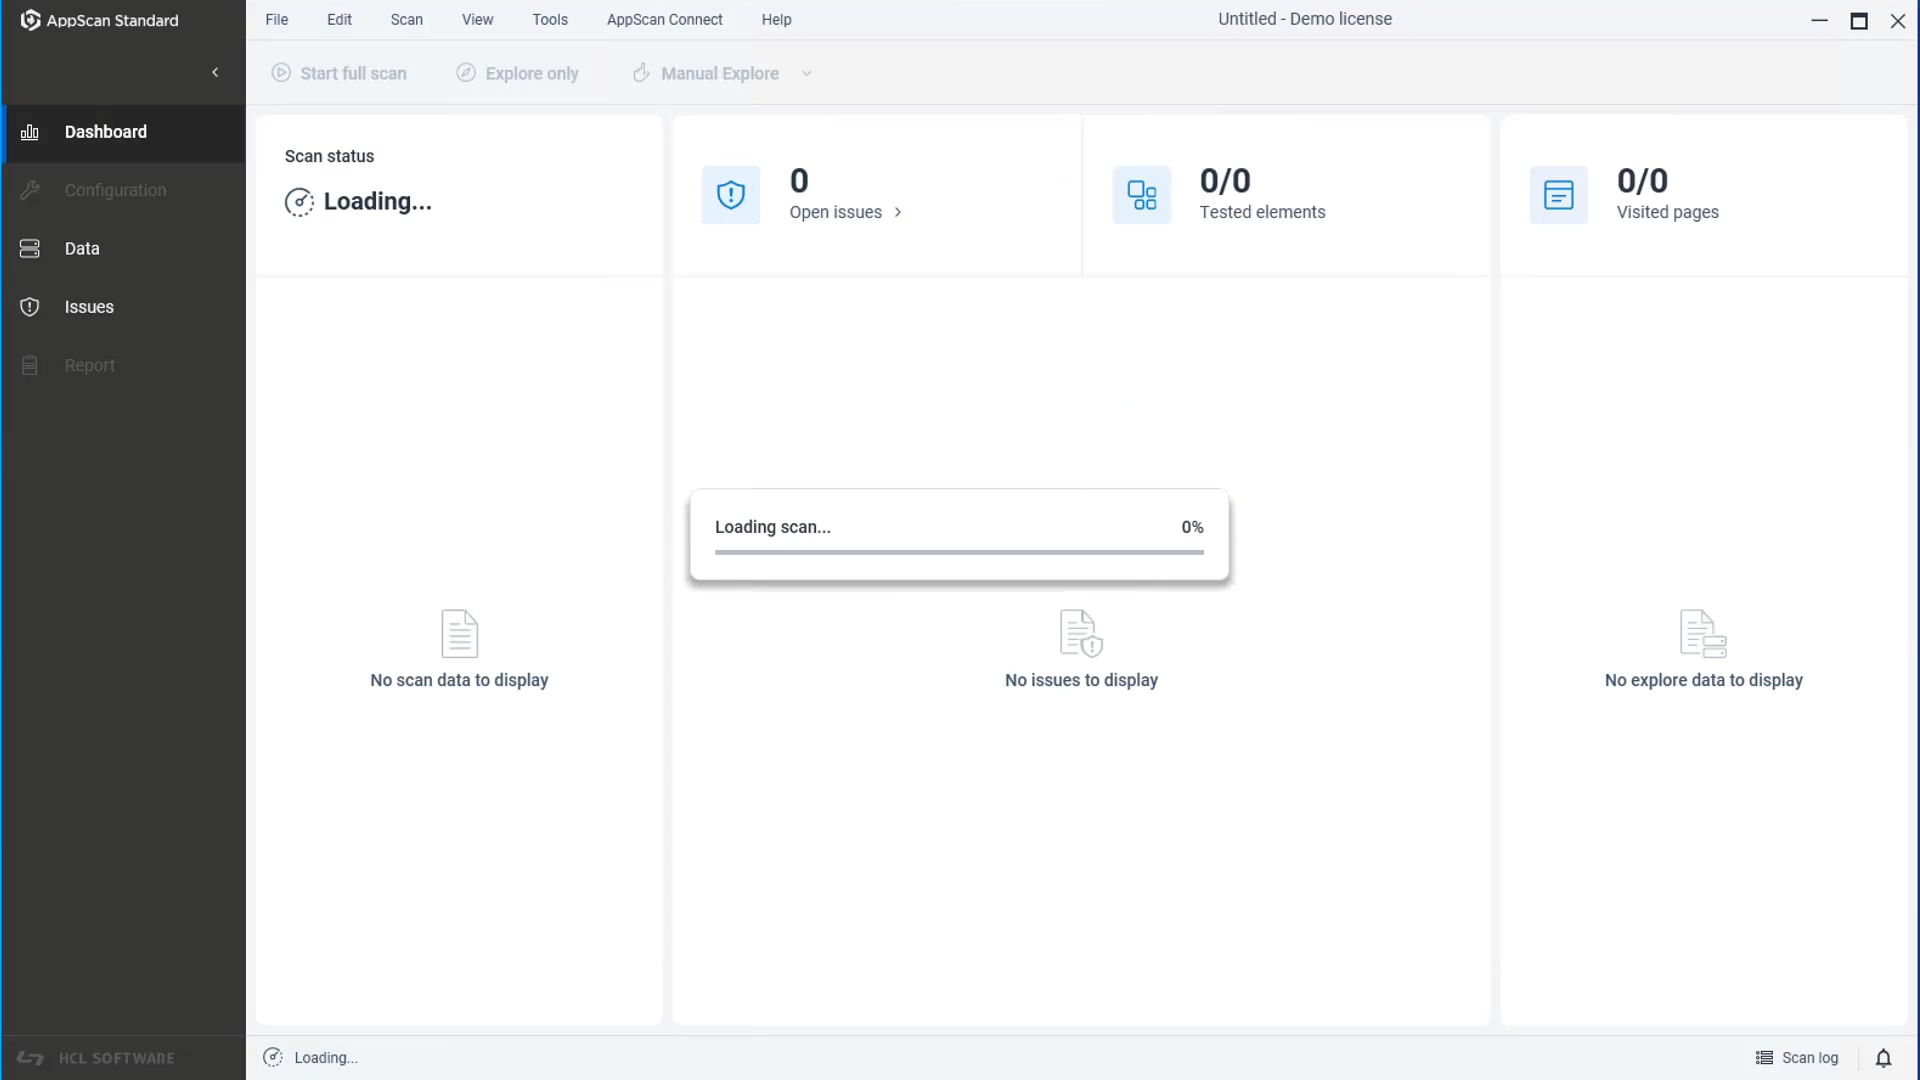 AppScan Standard
File Edit Scan View Tools AppScan Connect Help
Untitled - Demo license
Start full scan Explore only Manual Explore
Dashboard
Configuration
Data
Issues
Report
Scan status
Loading...
0
Open issues
0/0
Tested elements
0/0
Visited pages
Loading scan... 0%
No scan data to display
No issues to display
No explore data to display
HCL SOFTWARE
Loading...
Scan log